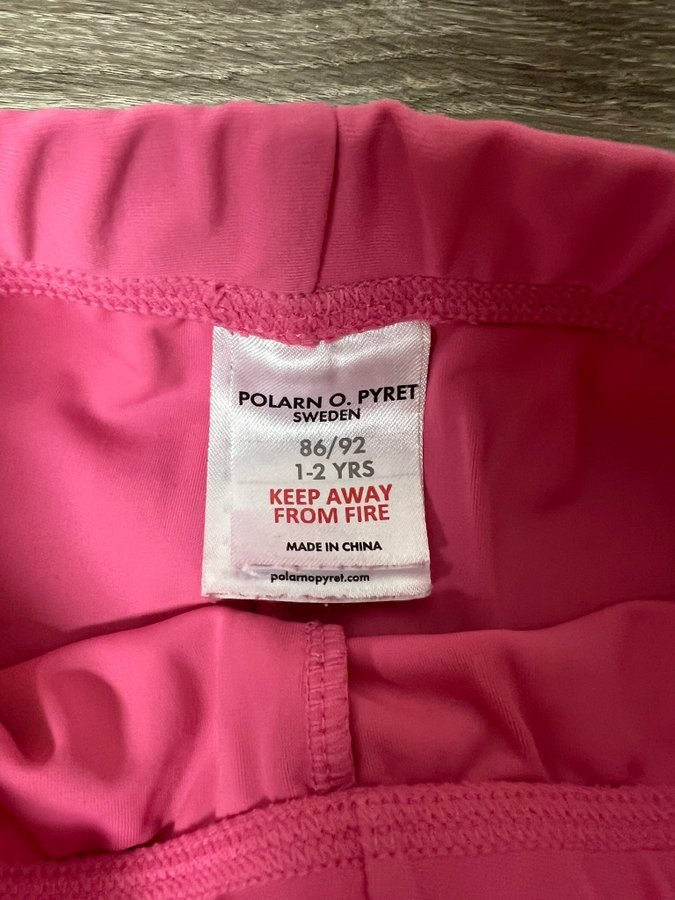 POLARN O. PYRET
SWEDEN
86/92
1-2 YRS
KEEP AWAY
FROM FIRE
MADE IN CHINA
polarnopyret.com